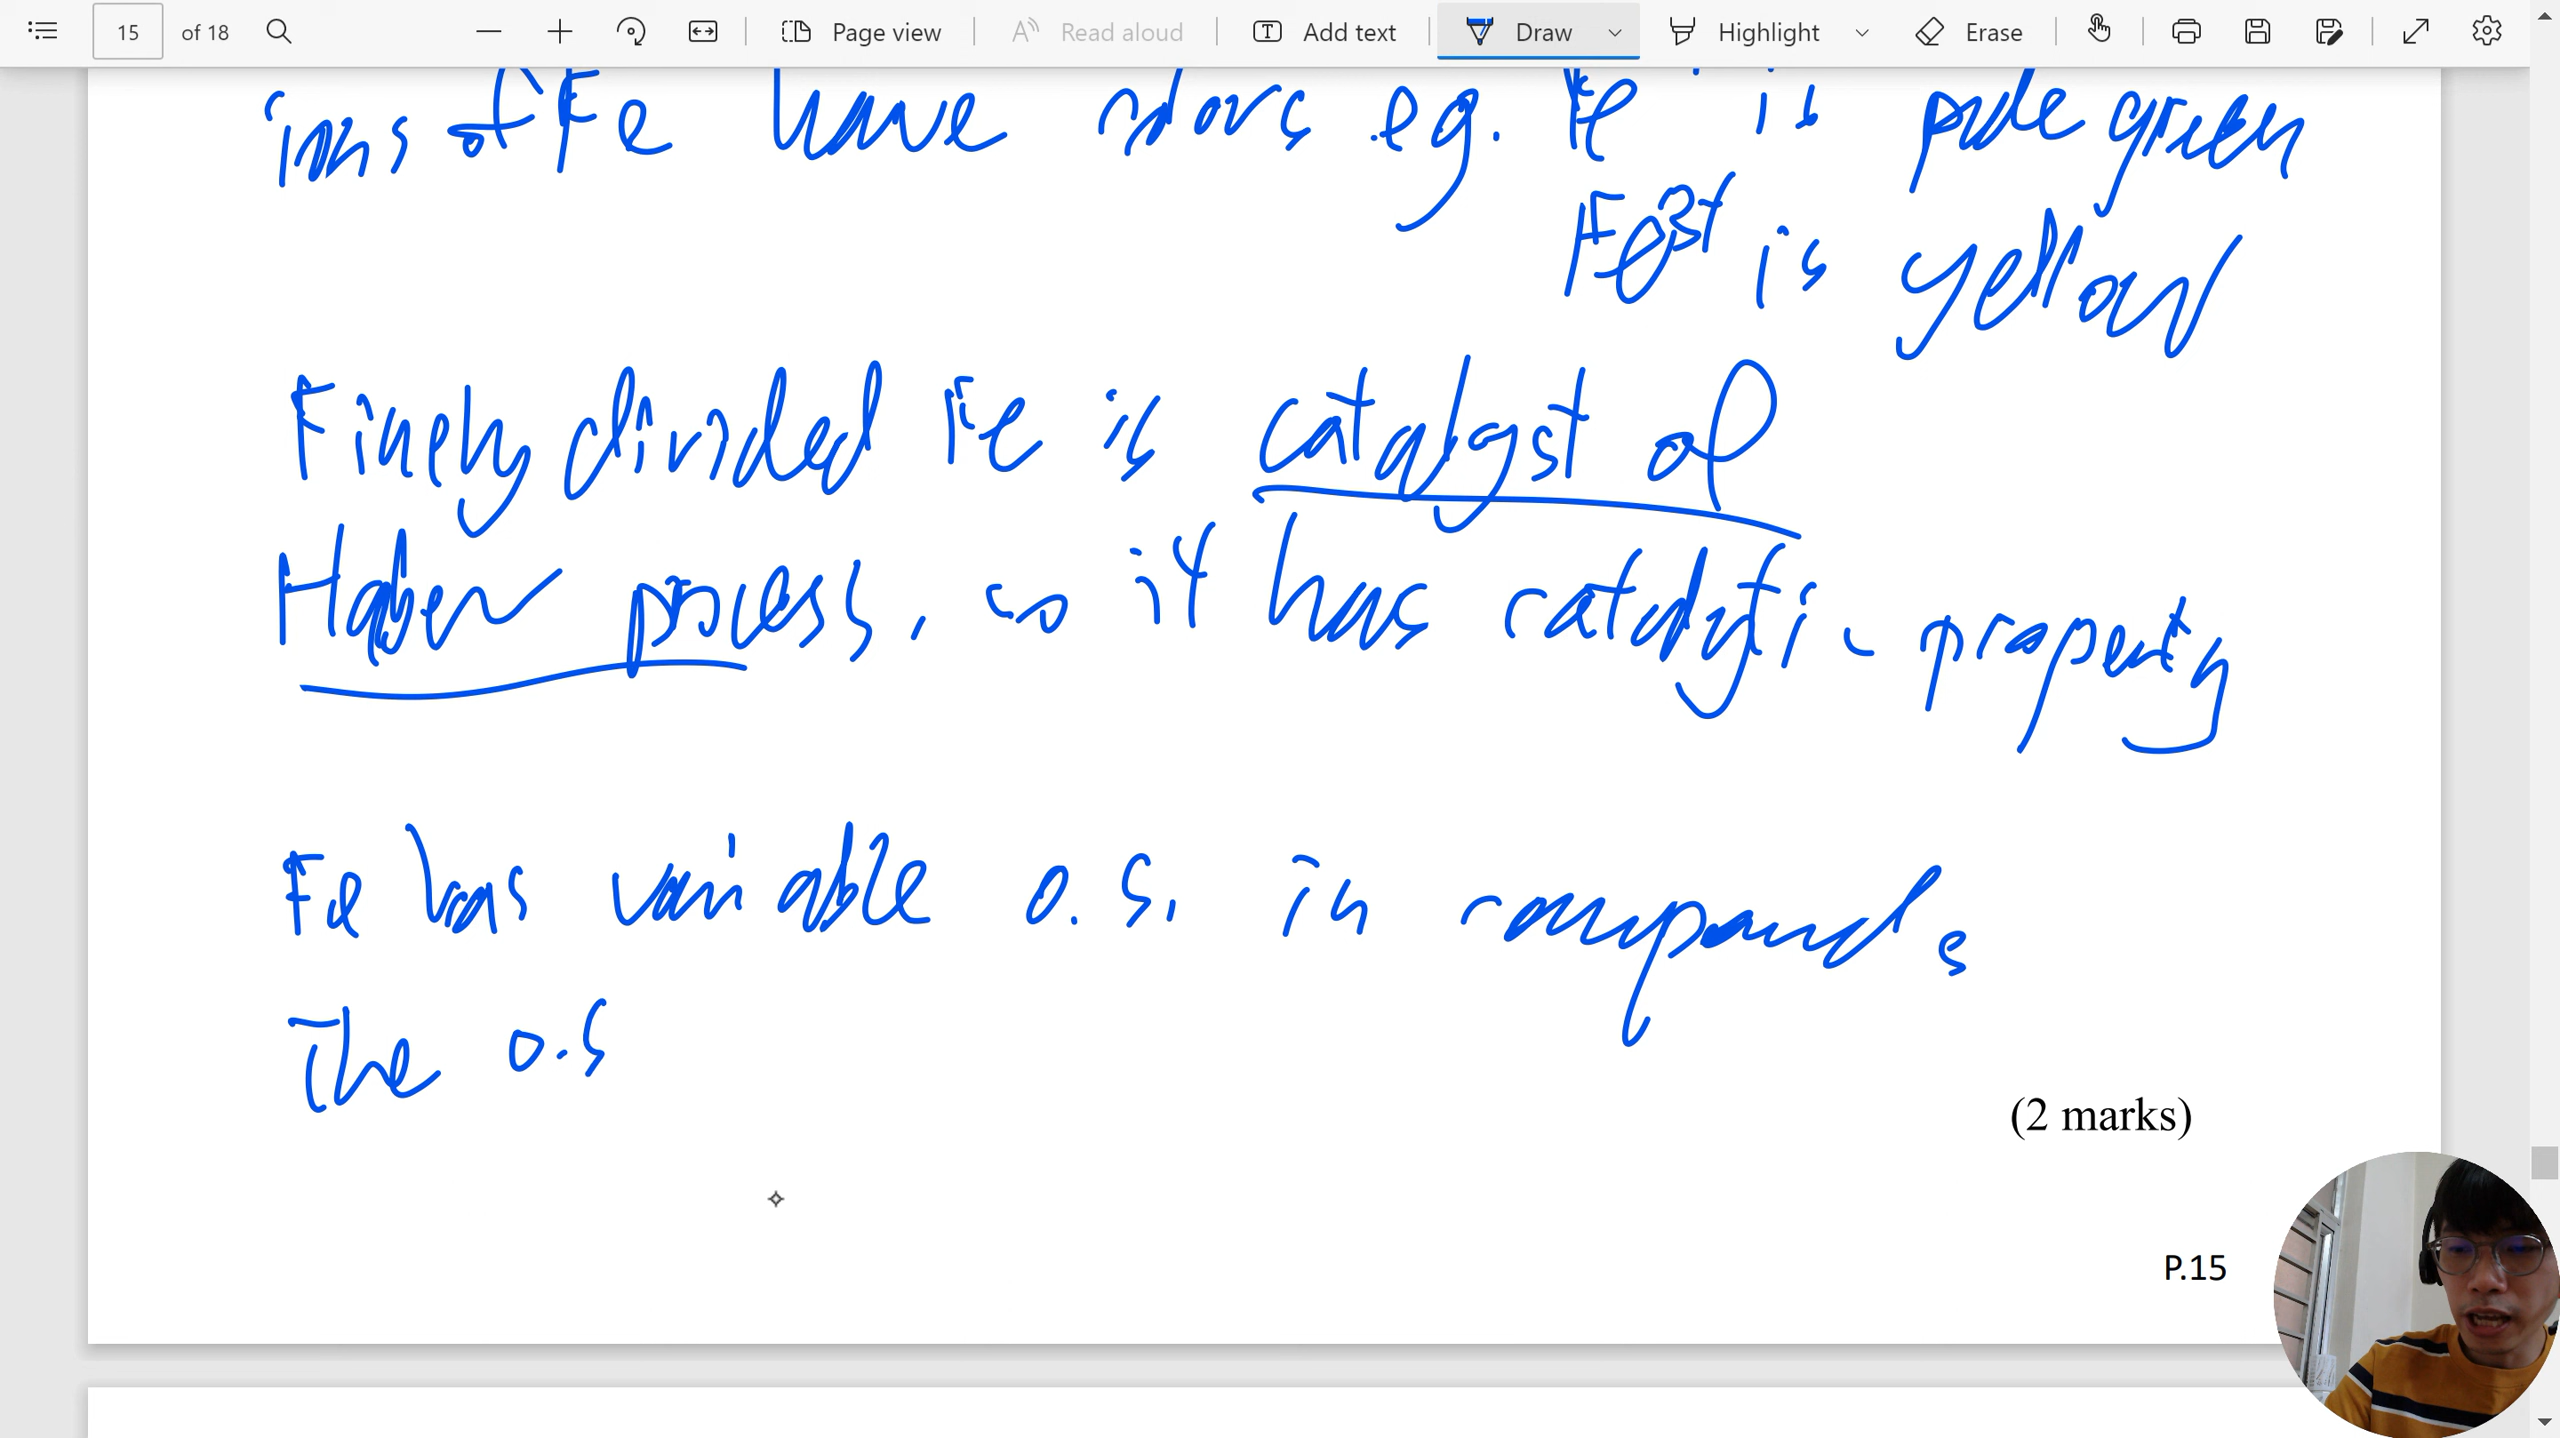 15 of 18 Page view Read aloud Add text Draw Highlight Erase
ions of Fe have colors e.g. Fe is pale green
Fe3+ is yellow
Finely divided Fe is catalyst of
Haber process, so it has catalytic property
Fe has variable o.s. in compounds
The o.s
(2 marks)
P.15